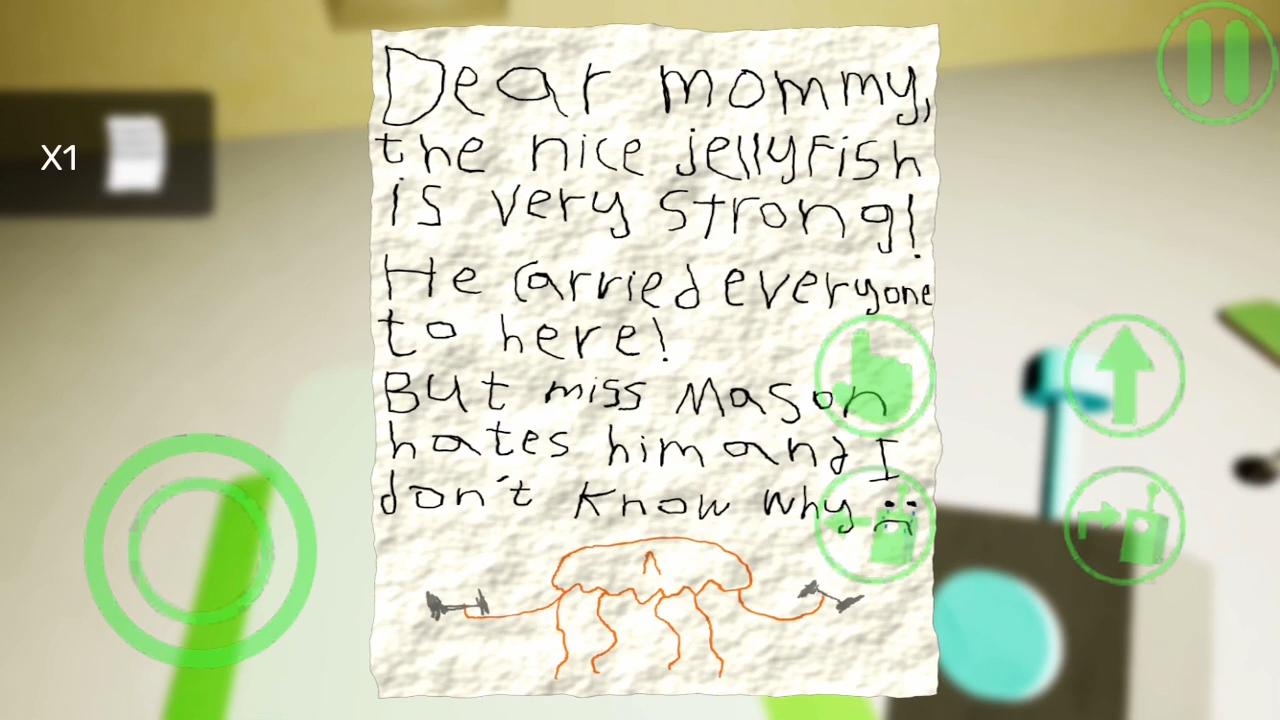 X1
Dear mommy,
the nice jellyfish
is very strong!
He carried everyone
to here!
But miss Mason
hates him and I
don't know why